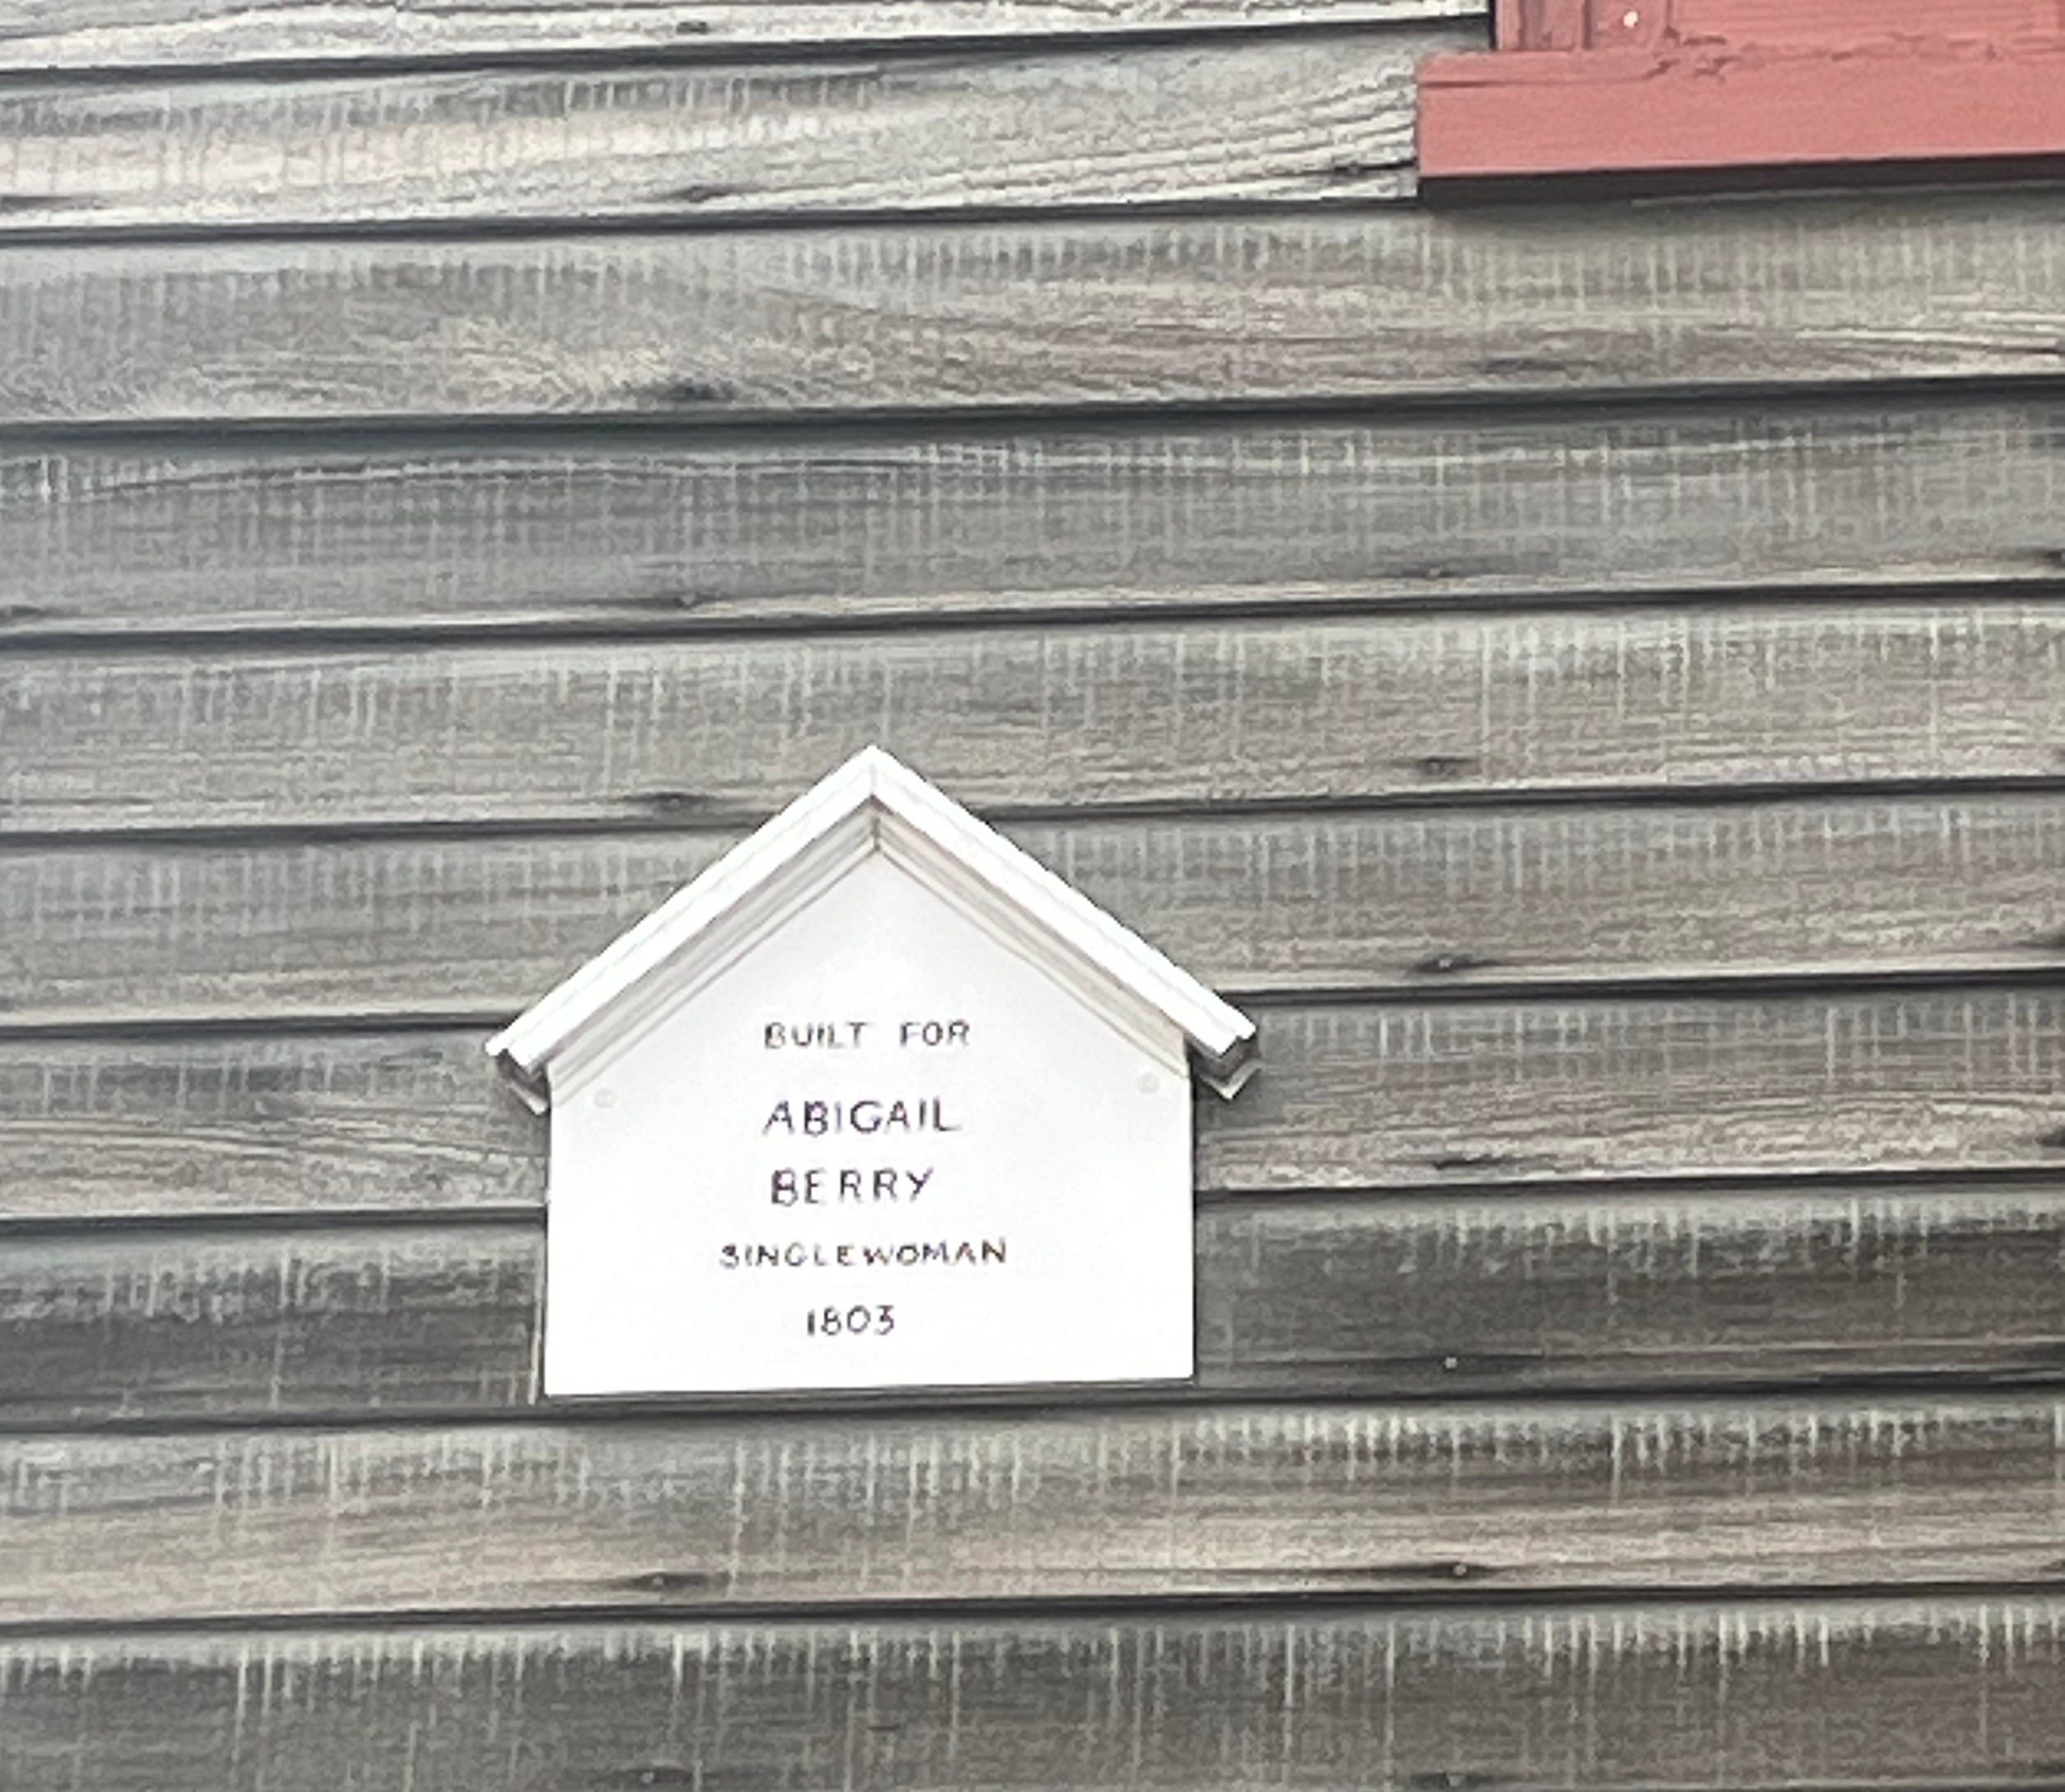 BUILT FOR
ABIGAIL
BERRY
SINGLEWOMAN
1803